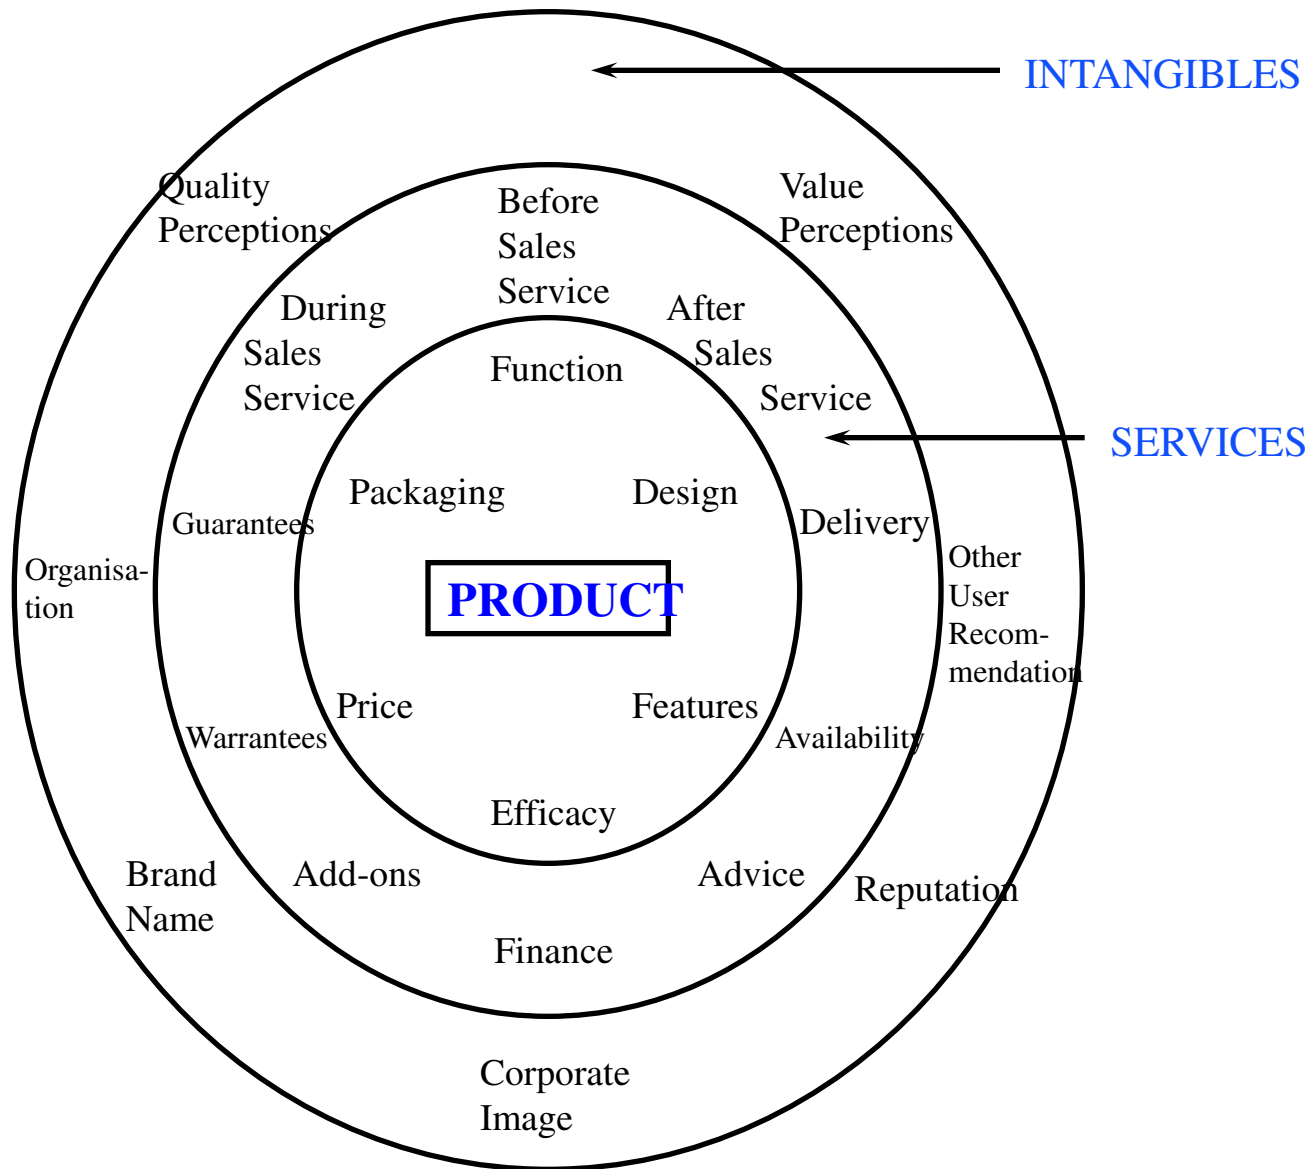 INTANGIBLES
Quality
Perceptions
Value
Perceptions
Before
Sales
Service
During
Sales
Service
After
Sales
Service
Function
SERVICES
Packaging
Design
Guarantees
Delivery
Organisa-
tion
PRODUCT
Other
User
Recom-
mendation
Price
Features
Warrantees
Availability
Efficacy
Brand
Name
Add-ons
Advice
Reputation
Finance
Corporate
Image